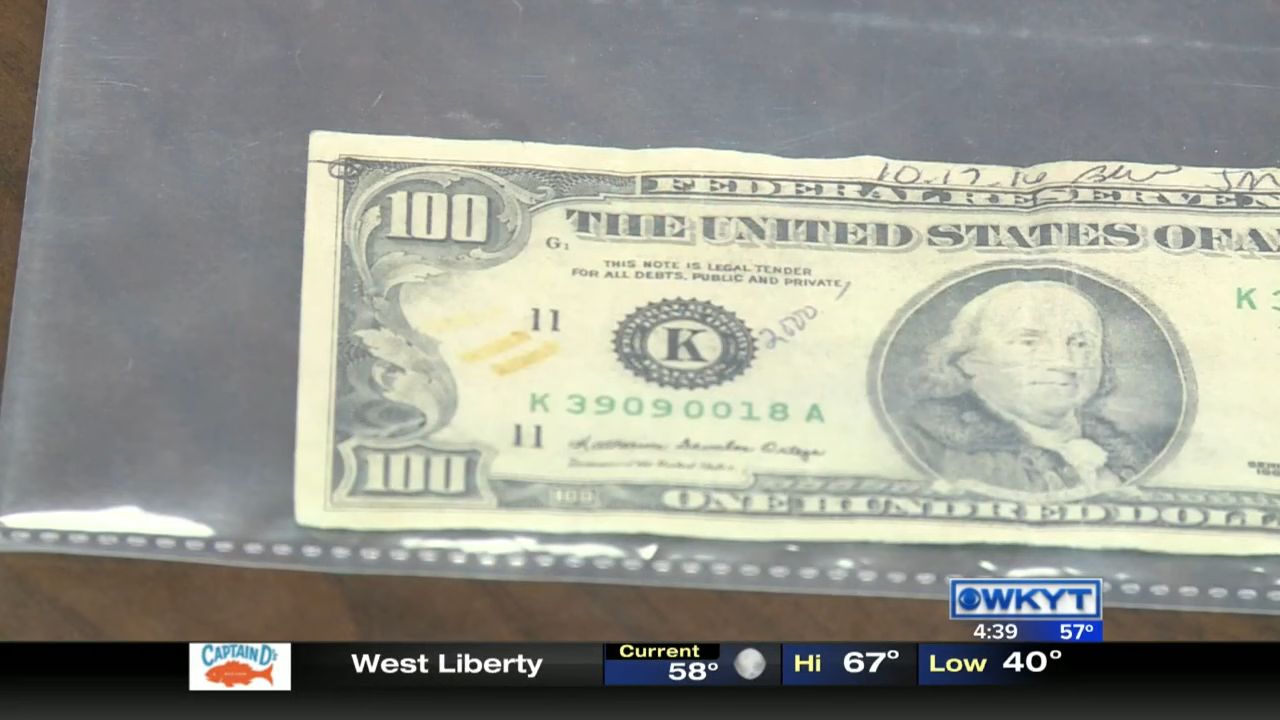 10.17.16
FEDERAL RESERVE N
100
THE UNITED STATES OF A
G1
THIS NOTE IS LEGAL TENDER
FOR ALL DEBTS, PUBLIC AND PRIVATE
K 3
11
K
K 39090018 A
11
100
100
ONE HUNDRED DOLL
WKYT
4:39 57°
CAPTAIN D's
West Liberty
Current
58°
Hi 67°
Low 40°